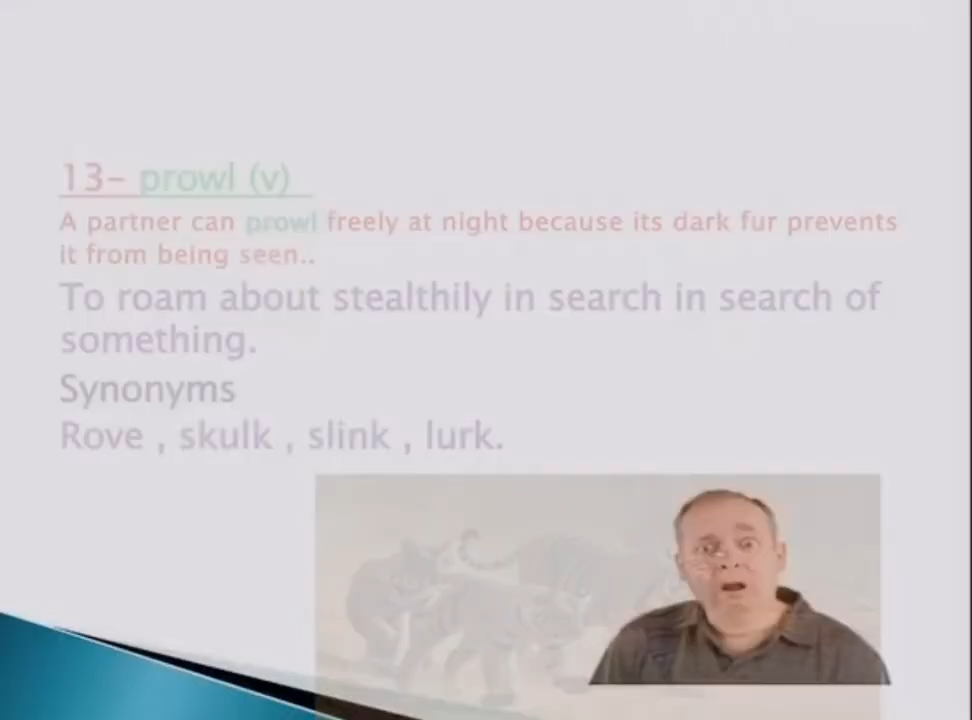 13- prowl (v)
A partner can prowl freely at night because its dark fur prevents
it from being seen..
To roam about stealthily in search in search of
something.
Synonyms
Rove , skulk , slink , lurk.